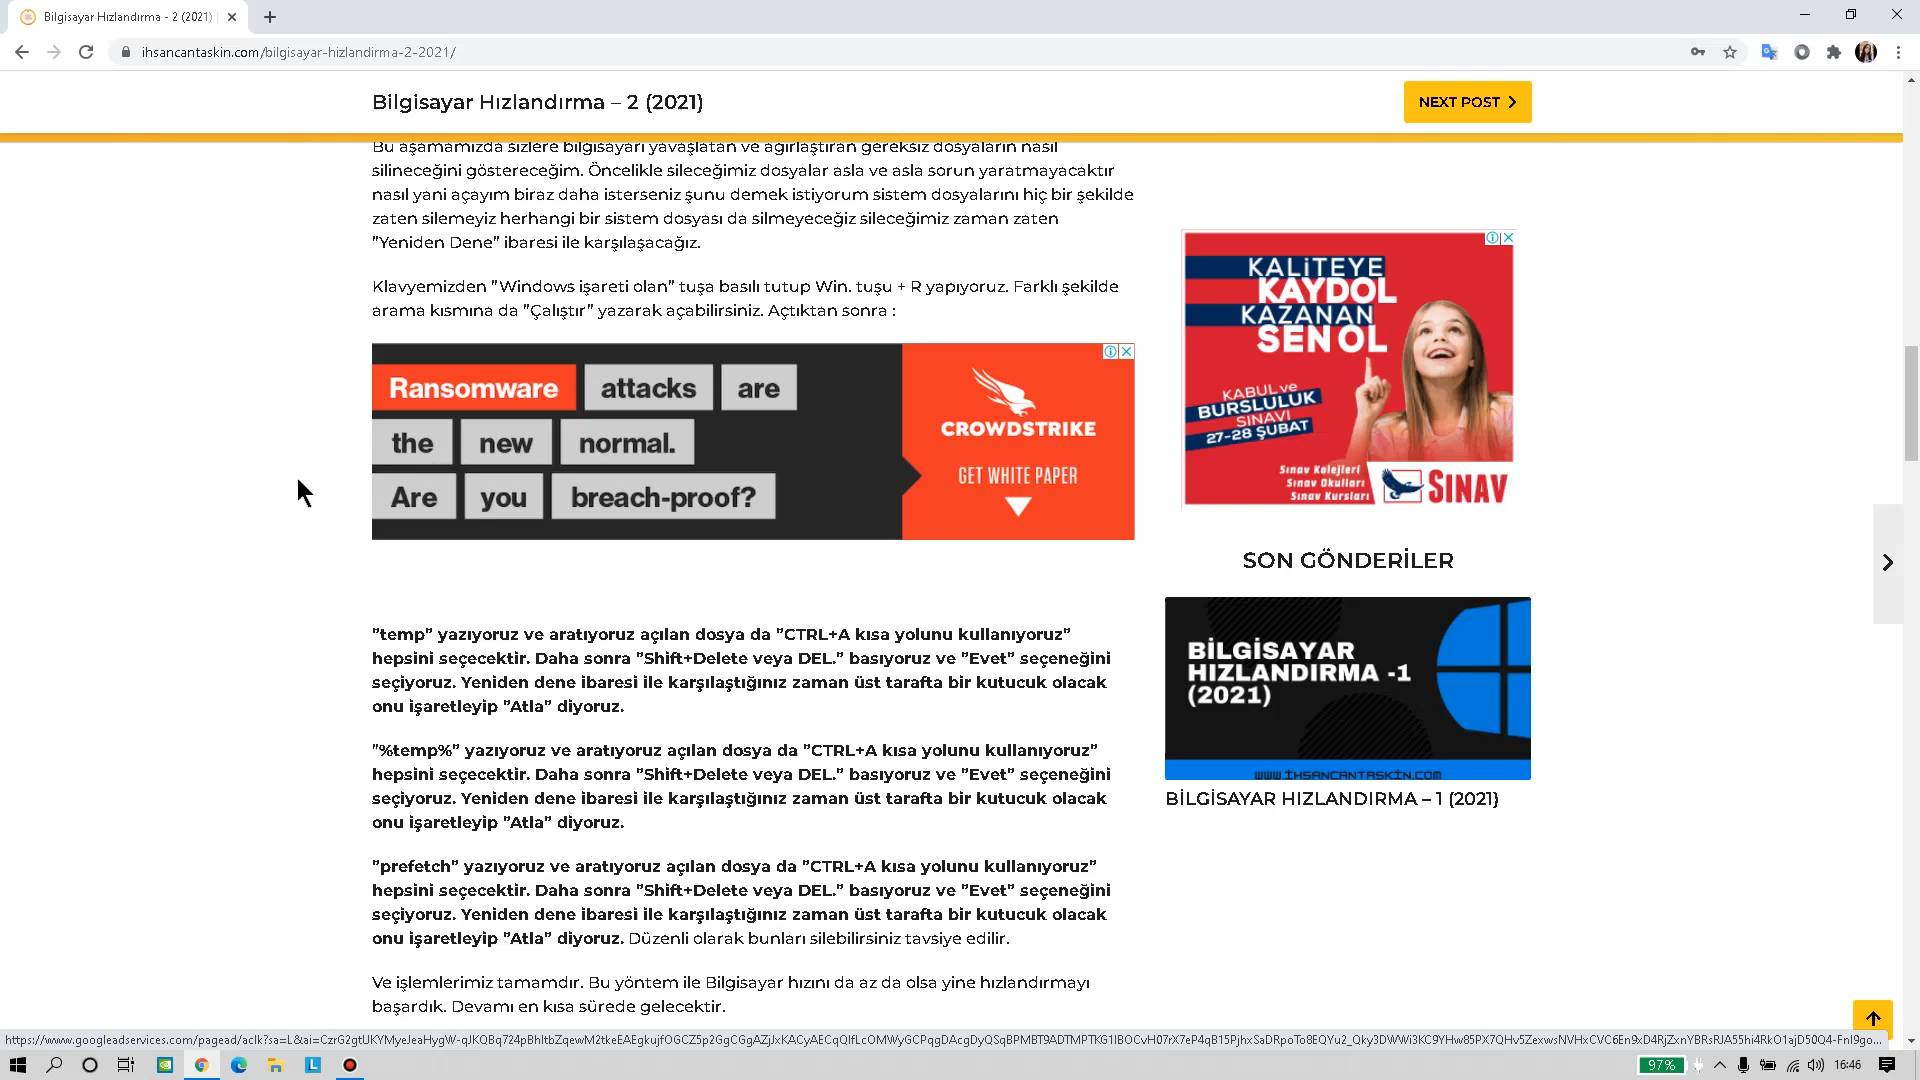 Bilgisayar Hızlandırma - 2 (2021)
ihsancantaskin.com/bilgisayar-hizlandirma-2-2021/
Bilgisayar Hızlandırma – 2 (2021)
NEXT POST
Bu aşamamızda sizlere bilgisayarı yavaşlatan ve ağırlaştıran gereksiz dosyaların nasıl
silineceğini göstereceğim. Öncelikle sileceğimiz dosyalar asla ve asla sorun yaratmayacaktır
nasıl yani açayım biraz daha isterseniz şunu demek istiyorum sistem dosyalarını hiç bir şekilde
zaten silemeyiz herhangi bir sistem dosyası da silmeyeceğiz sileceğimiz zaman zaten
”Yeniden Dene” ibaresi ile karşılaşacağız.
Klavyemizden ”Windows işareti olan” tuşa basılı tutup Win. tuşu + R yapıyoruz. Farklı şekilde
arama kısmına da ”Çalıştır” yazarak açabilirsiniz. Açtıktan sonra :
Ransomware attacks are
the new normal.
Are you breach-proof?
CROWDSTRIKE
GET WHITE PAPER
”temp” yazıyoruz ve aratıyoruz açılan dosya da ”CTRL+A kısa yolunu kullanıyoruz”
hepsini seçecektir. Daha sonra ”Shift+Delete veya DEL.” basıyoruz ve ”Evet” seçeneğini
seçiyoruz. Yeniden dene ibaresi ile karşılaştığınız zaman üst tarafta bir kutucuk olacak
onu işaretleyip ”Atla” diyoruz.
”%temp%” yazıyoruz ve aratıyoruz açılan dosya da ”CTRL+A kısa yolunu kullanıyoruz”
hepsini seçecektir. Daha sonra ”Shift+Delete veya DEL.” basıyoruz ve ”Evet” seçeneğini
seçiyoruz. Yeniden dene ibaresi ile karşılaştığınız zaman üst tarafta bir kutucuk olacak
onu işaretleyip ”Atla” diyoruz.
”prefetch” yazıyoruz ve aratıyoruz açılan dosya da ”CTRL+A kısa yolunu kullanıyoruz”
hepsini seçecektir. Daha sonra ”Shift+Delete veya DEL.” basıyoruz ve ”Evet” seçeneğini
seçiyoruz. Yeniden dene ibaresi ile karşılaştığınız zaman üst tarafta bir kutucuk olacak
onu işaretleyip ”Atla” diyoruz. Düzenli olarak bunları silebilirsiniz tavsiye edilir.
Ve işlemlerimiz tamamdır. Bu yöntem ile Bilgisayar hızını da az da olsa yine hızlandırmayı
başardık. Devamı en kısa sürede gelecektir.
KALİTEYE
KAYDOL
KAZANAN
SEN OL
KABUL ve
BURSLULUK
SINAVI
27-28 ŞUBAT
Sınav Kolejleri
Sınav Okulları
Sınav Kursları
SINAV
SON GÖNDERİLER
BİLGİSAYAR
HIZLANDIRMA -1
(2021)
WWW.İHSANCANTASKİN.COM
BİLGİSAYAR HIZLANDIRMA – 1 (2021)
97%
16:46